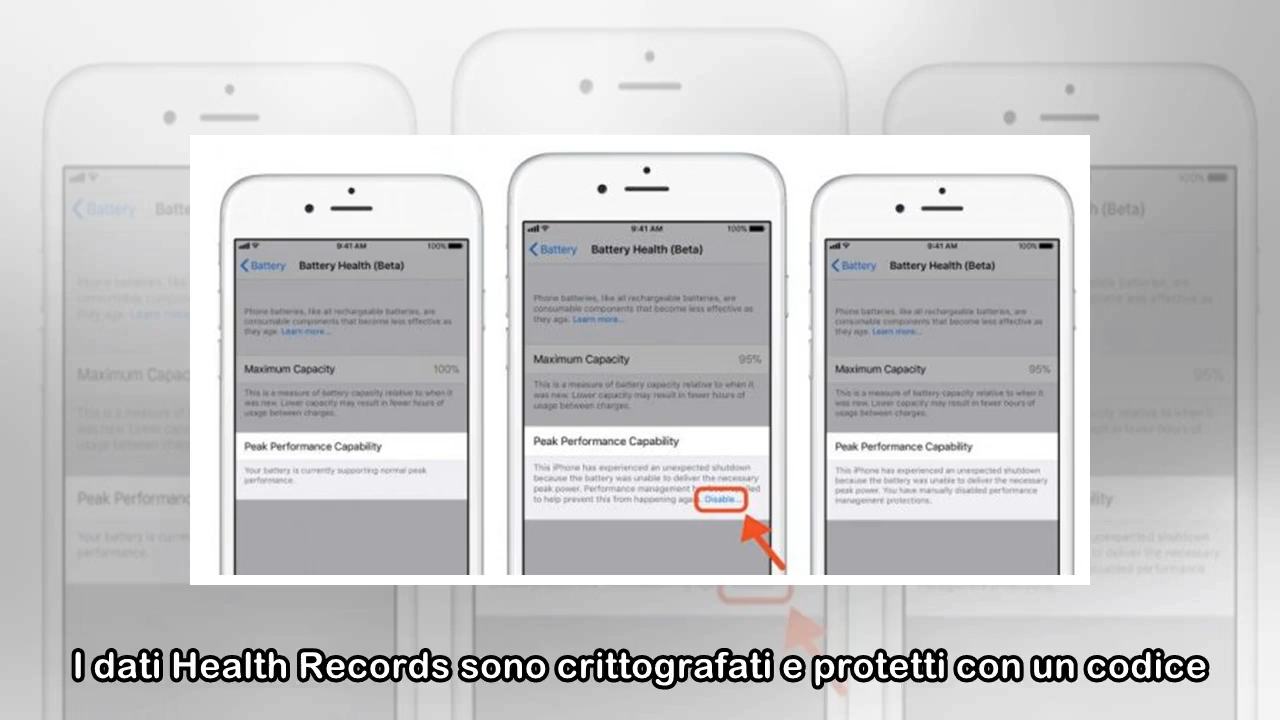 9:41 AM 100%
Battery Battery Health (Beta)
Phone batteries, like all rechargeable batteries, are
consumable components that become less effective as
they age. Learn more...
Maximum Capacity 100%
This is a measure of battery capacity relative to when it
was new. Lower capacity may result in fewer hours of
usage between charges.
Peak Performance Capability
Your battery is currently supporting normal peak
performance.
9:41 AM 100%
Battery Battery Health (Beta)
Phone batteries, like all rechargeable batteries, are
consumable components that become less effective as
they age. Learn more...
Maximum Capacity 95%
This is a measure of battery capacity relative to when it
was new. Lower capacity may result in fewer hours of
usage between charges.
Peak Performance Capability
This iPhone has experienced an unexpected shutdown
because the battery was unable to deliver the necessary
peak power. Performance management
to help prevent this from happening Disable...
9:41 AM 100%
Battery Battery Health (Beta)
Phone batteries, like all rechargeable batteries, are
consumable components that become less effective as
they age. Learn more...
Maximum Capacity 95%
This is a measure of battery capacity relative to when it
was new. Lower capacity may result in fewer hours of
usage between charges.
Peak Performance Capability
This iPhone has experienced an unexpected shutdown
because the battery was unable to deliver the necessary
peak power. You have manually disabled performance
management protections.
I dati Health Records sono crittografati e protetti con un codice